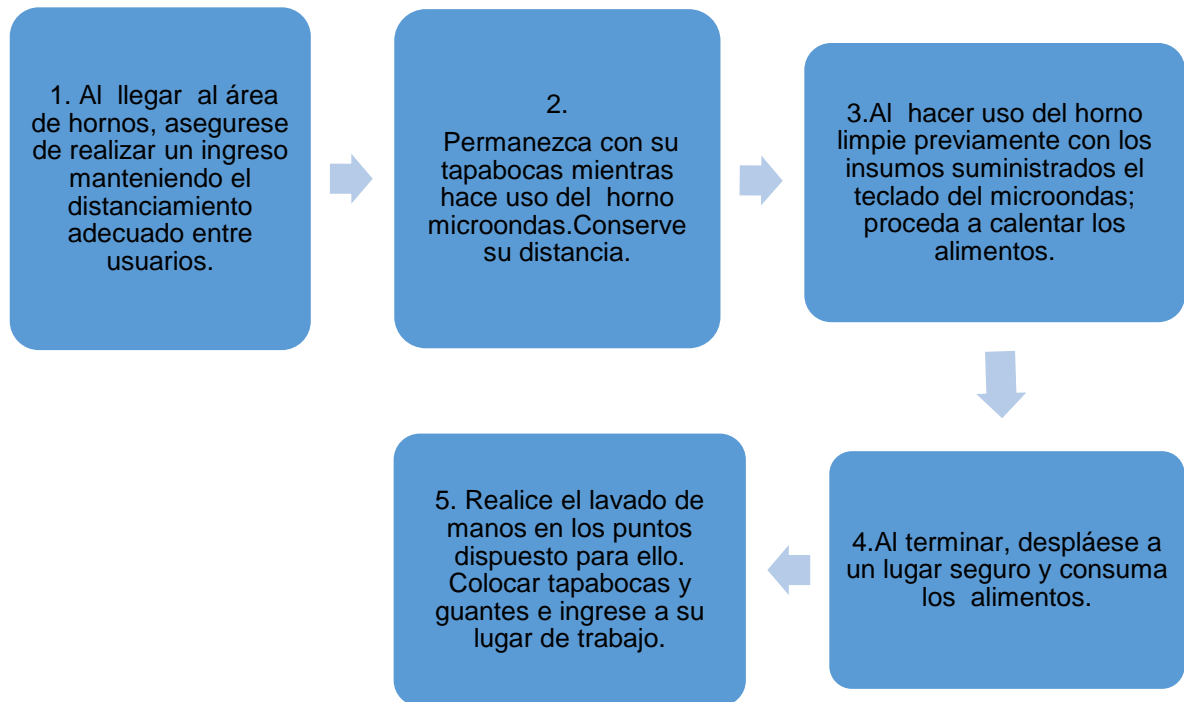 1. Al llegar al área
de hornos, asegurese
de realizar un ingreso
manteniendo el
distanciamiento
adecuado entre
usuarios.
2.
Permanezca con su
tapabocas mientras
hace uso del horno
microondas.Conserve
su distancia.
3.Al hacer uso del horno
limpie previamente con los
insumos suministrados el
teclado del microondas;
proceda a calentar los
alimentos.
4.Al terminar, despláese a
un lugar seguro y consuma
los alimentos.
5. Realice el lavado de
manos en los puntos
dispuesto para ello.
Colocar tapabocas y
guantes e ingrese a su
lugar de trabajo.